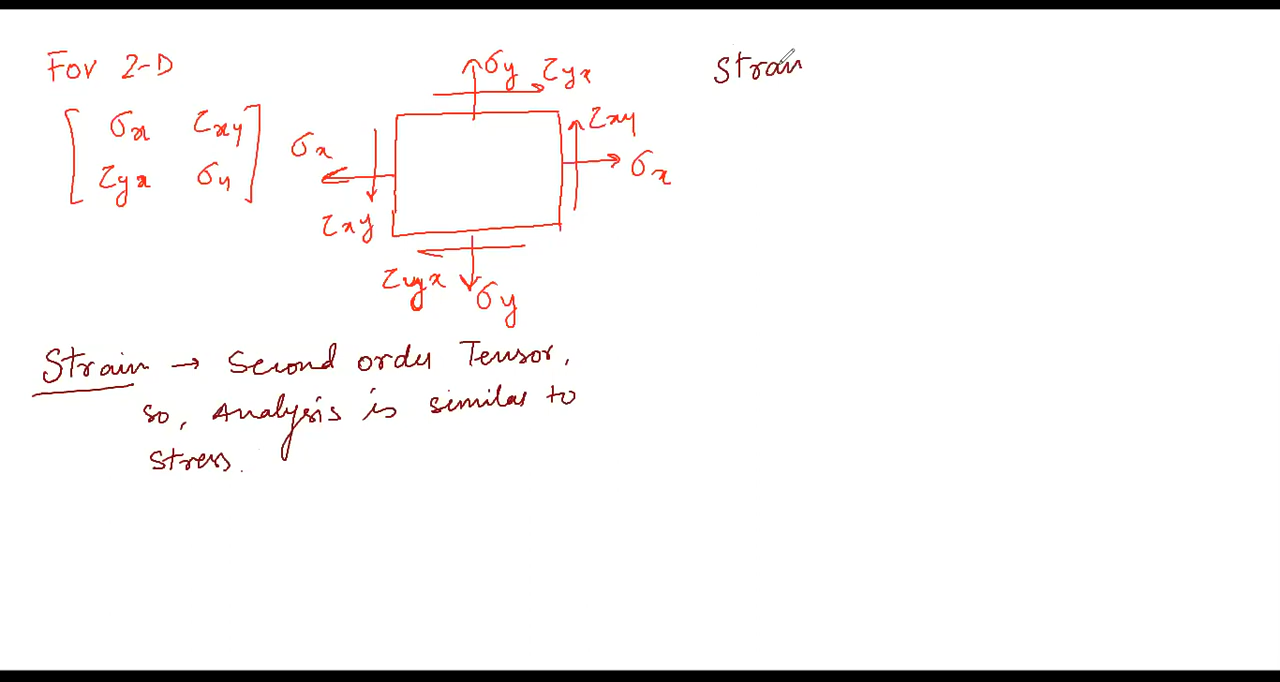 For 2-D
σx τxy
τyx σy
σy τyx
τxy
σx
σx
τxy
τyx σy
Strain → Second order Tensor,
so, Analysis is similar to
stress.
Strain